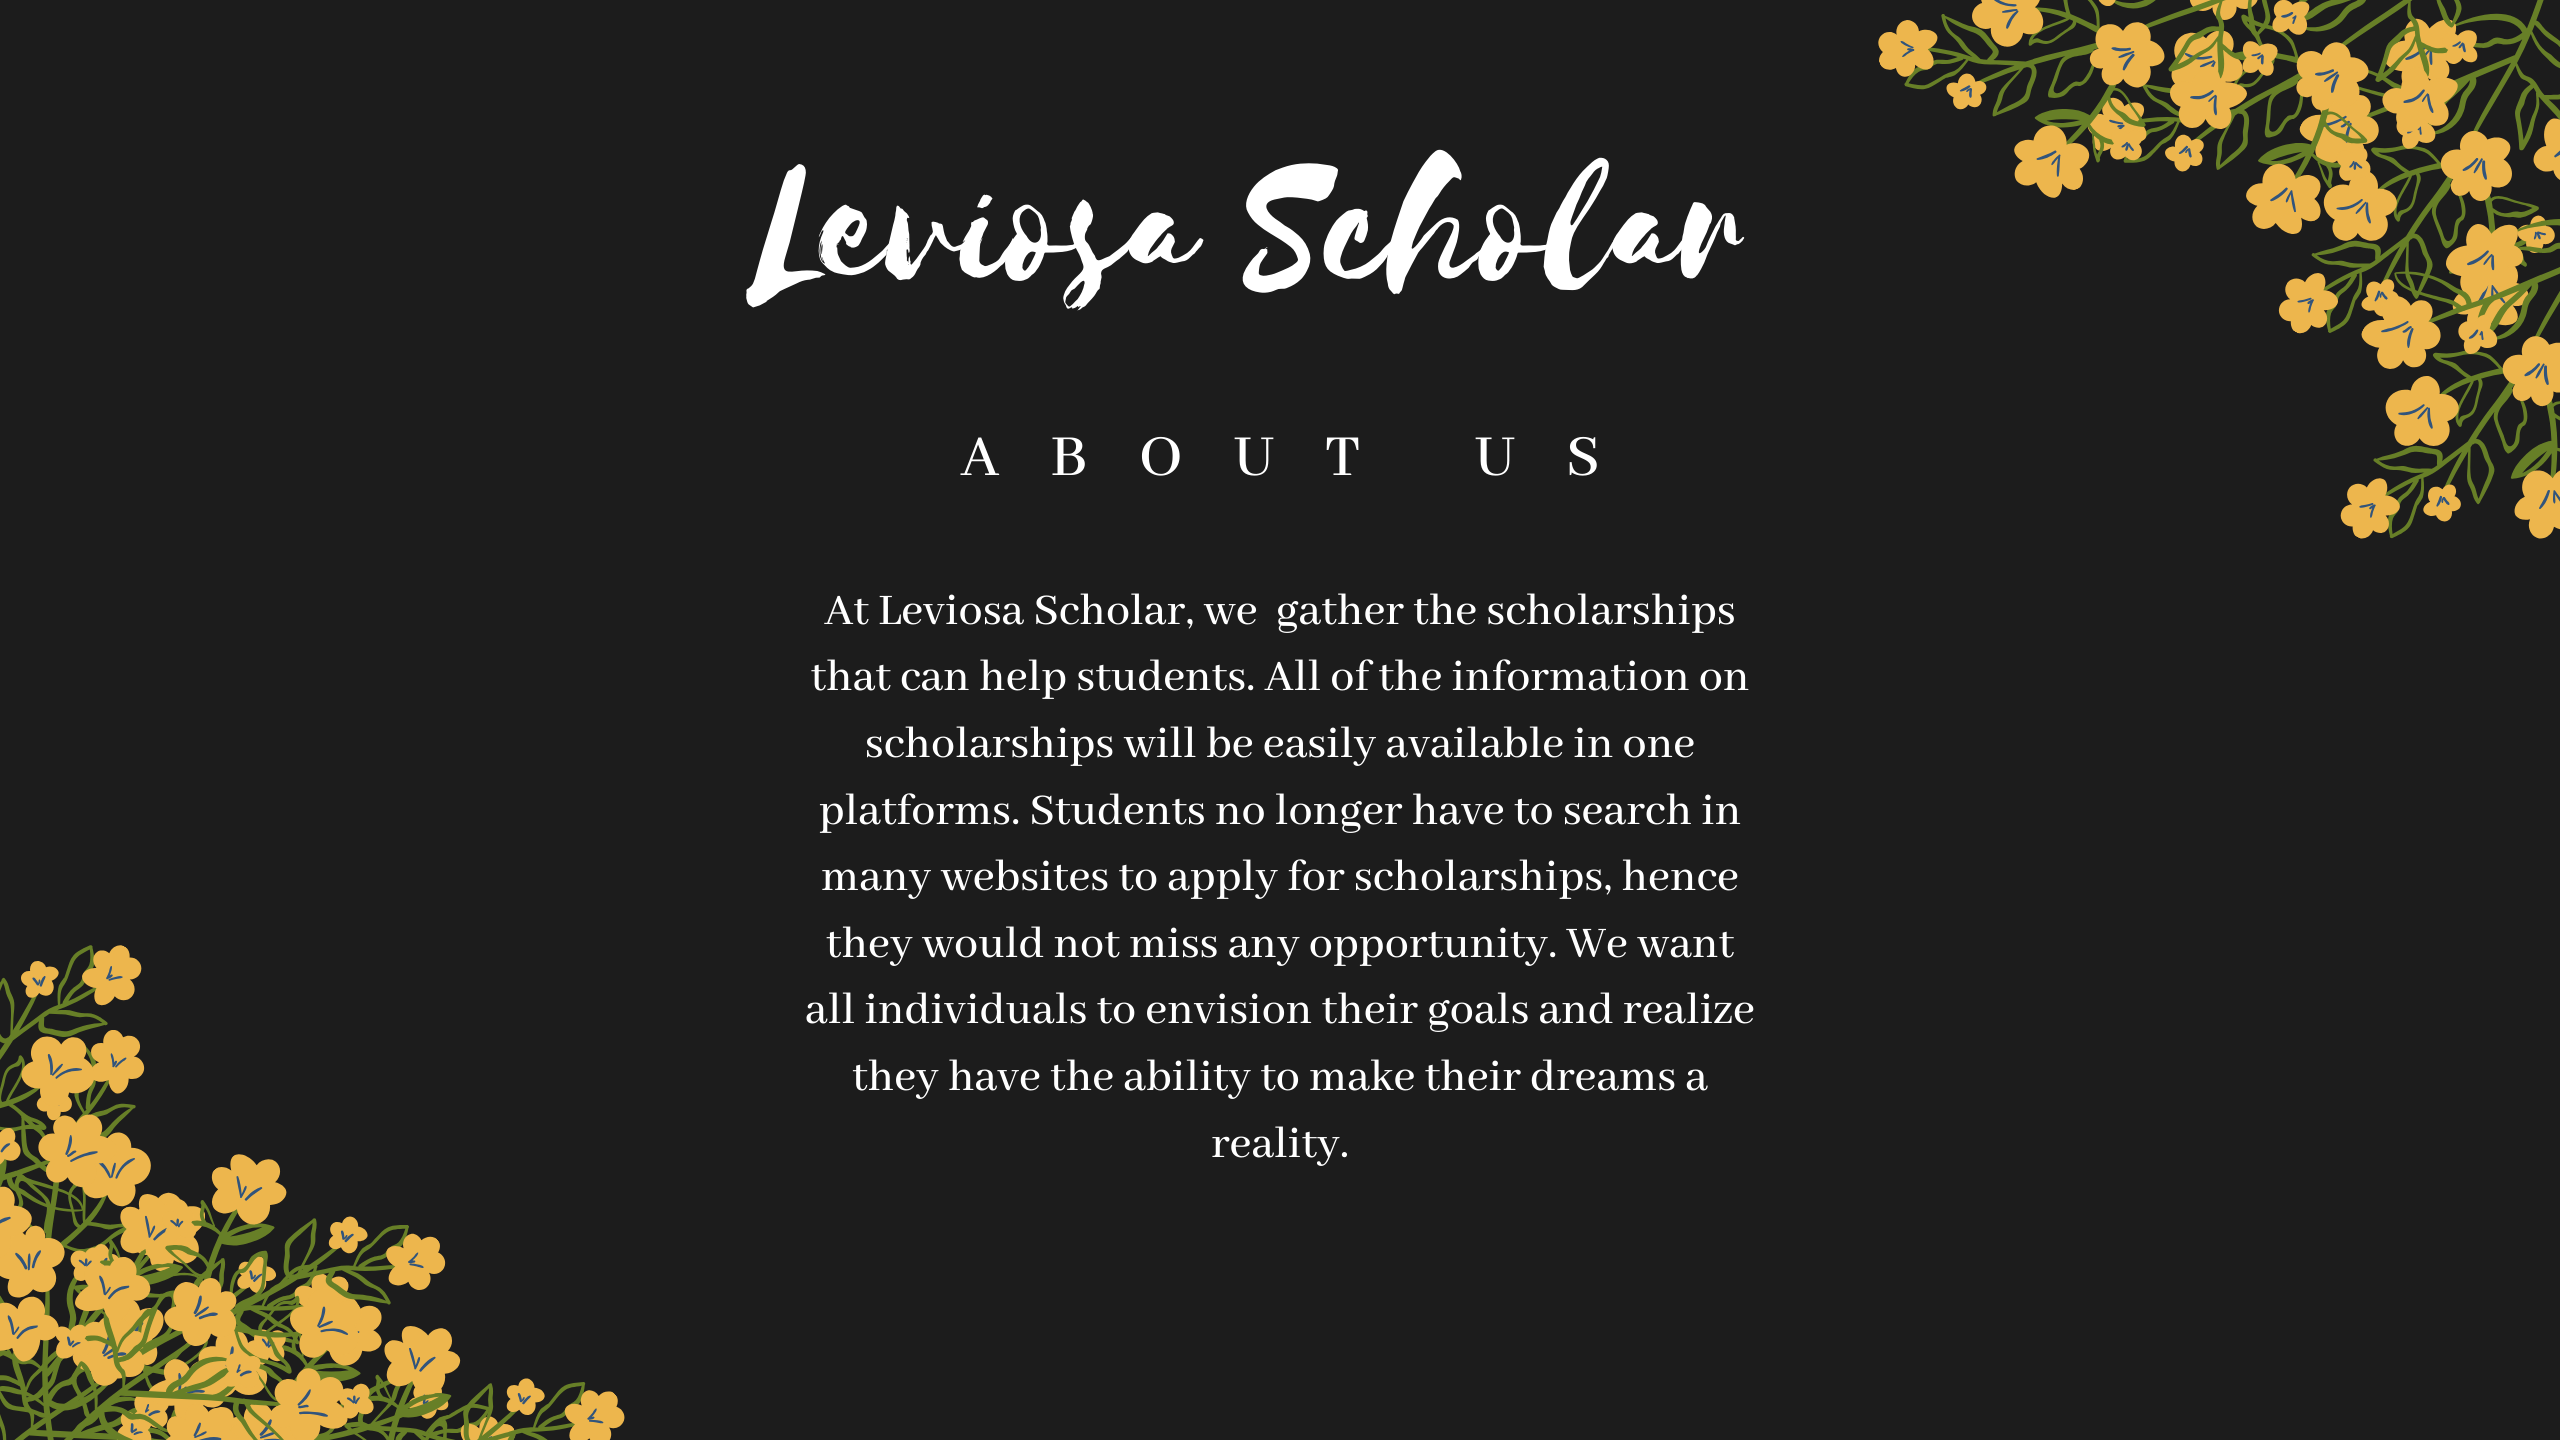 Leviosa Scholar
ABOUT US
At Leviosa Scholar, we  gather the scholarships
that can help students. All of the information on
scholarships will be easily available in one
platforms. Students no longer have to search in
many websites to apply for scholarships, hence
they would not miss any opportunity. We want
all individuals to envision their goals and realize
they have the ability to make their dreams a
reality.